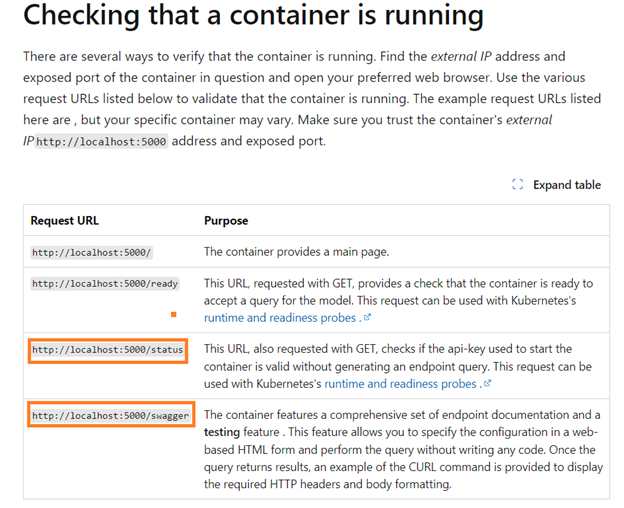 Checking that a container is running
There are several ways to verify that the container is running. Find the external IP address and
exposed port of the container in question and open your preferred web browser. Use the various
request URLs listed below to validate that the container is running. The example request URLs listed
here are , but your specific container may vary. Make sure you trust the container's external
IP http://localhost:5000 address and exposed port.
Expand table
Request URL Purpose
http://localhost:5000/ The container provides a main page.
http://localhost:5000/ready This URL, requested with GET, provides a check that the container is ready to
accept a query for the model. This request can be used with Kubernetes's
runtime and readiness probes .
http://localhost:5000/status This URL, also requested with GET, checks if the api-key used to start the
container is valid without generating an endpoint query. This request can be
used with Kubernetes's runtime and readiness probes .
http://localhost:5000/swagger The container features a comprehensive set of endpoint documentation and a
testing feature . This feature allows you to specify the configuration in a web-
based HTML form and perform the query without writing any code. Once the
query returns results, an example of the CURL command is provided to display
the required HTTP headers and body formatting.